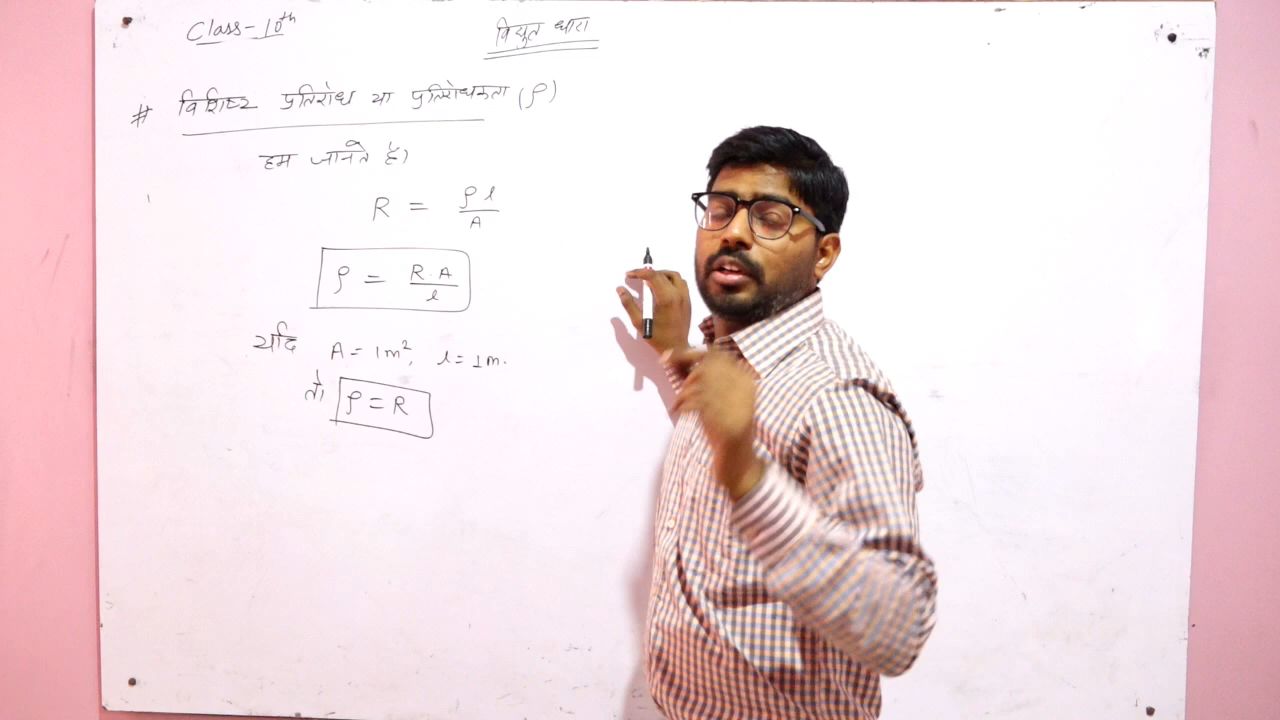 Class-10th
विद्युत धारा
# विशिष्ट प्रतिरोध या प्रतिरोधकता (ρ)
हम जानते है।
R = ρl/A
ρ = R.A/l
यदि A = 1m², l = 1m.
तो ρ = R